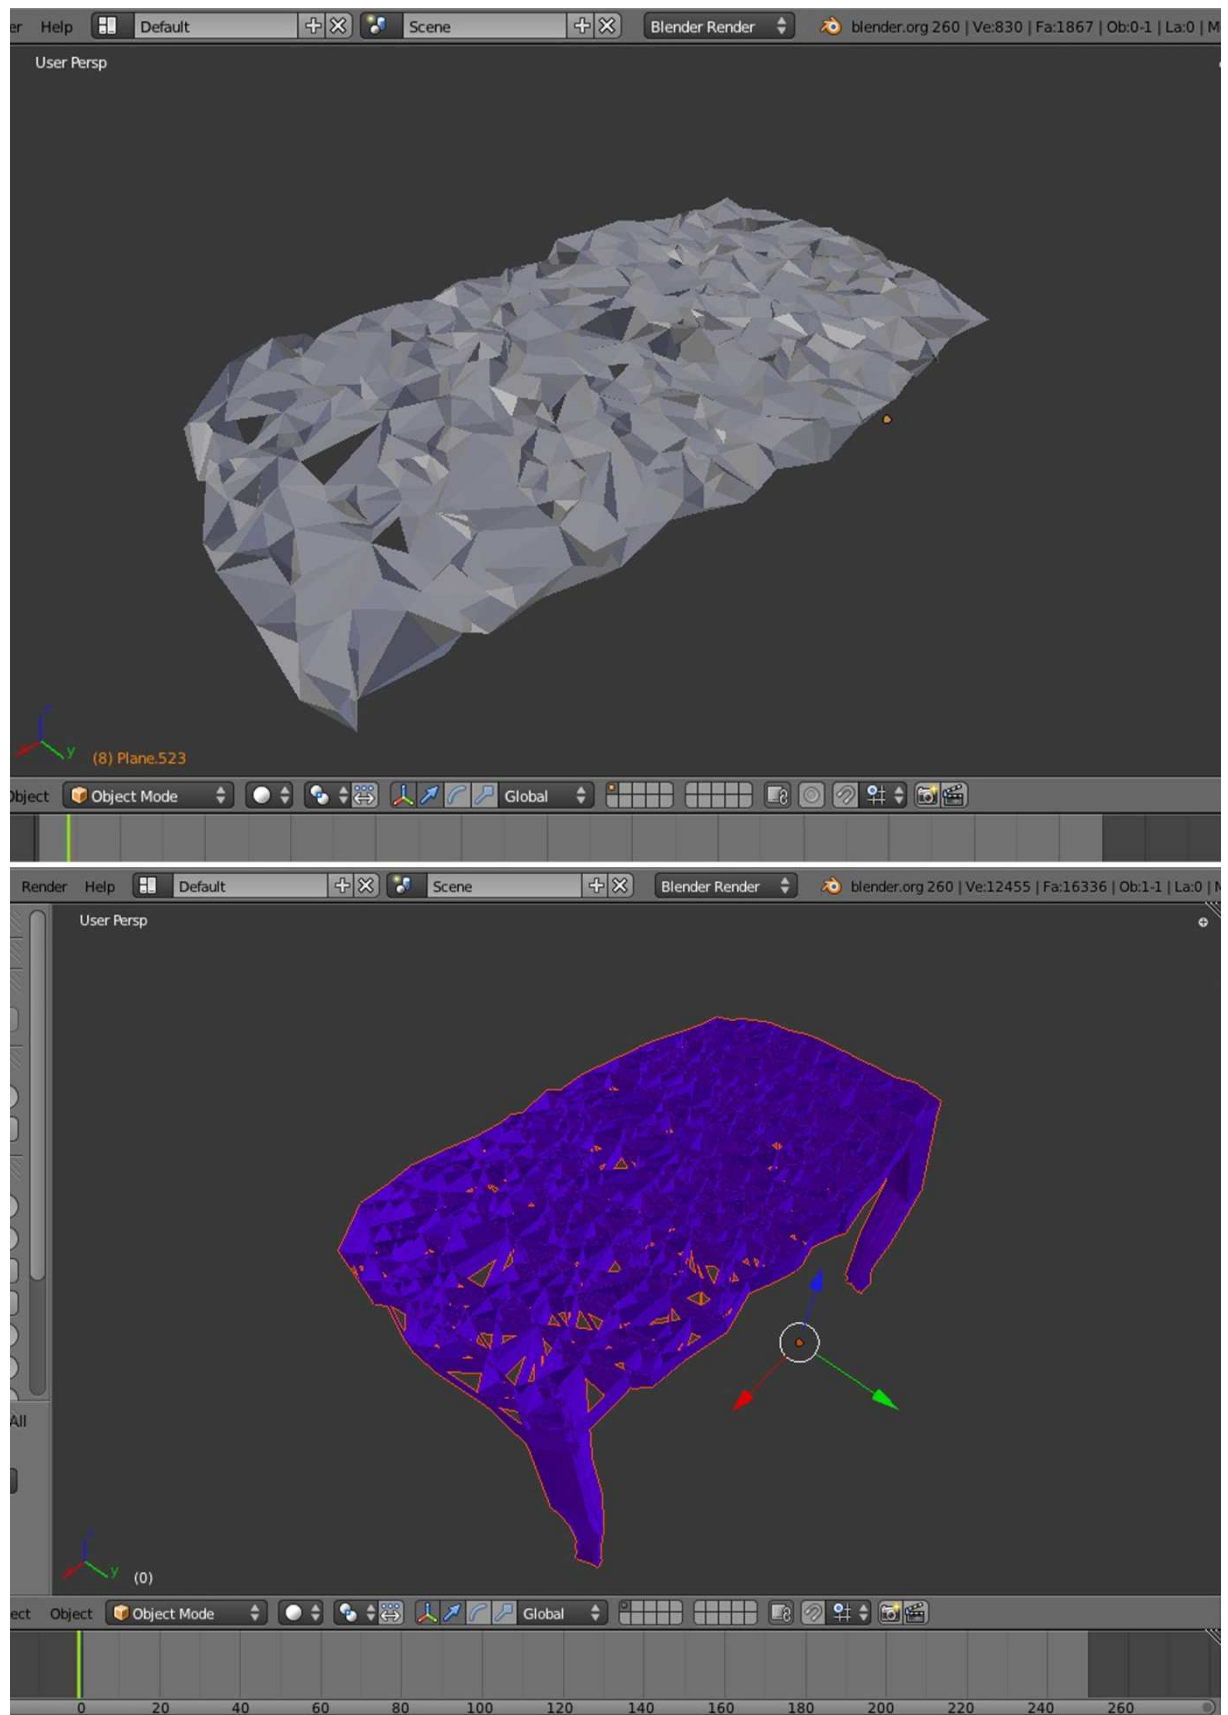 Help Default Scene Blender Render blender.org 260 | Ve:830 | Fa:1867 | Ob:0-1 | La:0 |
User Persp
y
(8) Plane.523
Object Mode Global
Render Help Default Scene Blender Render blender.org 260 | Ve:12455 | Fa:16336 | Ob:1-1 | La:0 |
User Persp
All
y
(0)
Object Object Mode Global
0 20 40 60 80 100 120 140 160 180 200 220 240 260